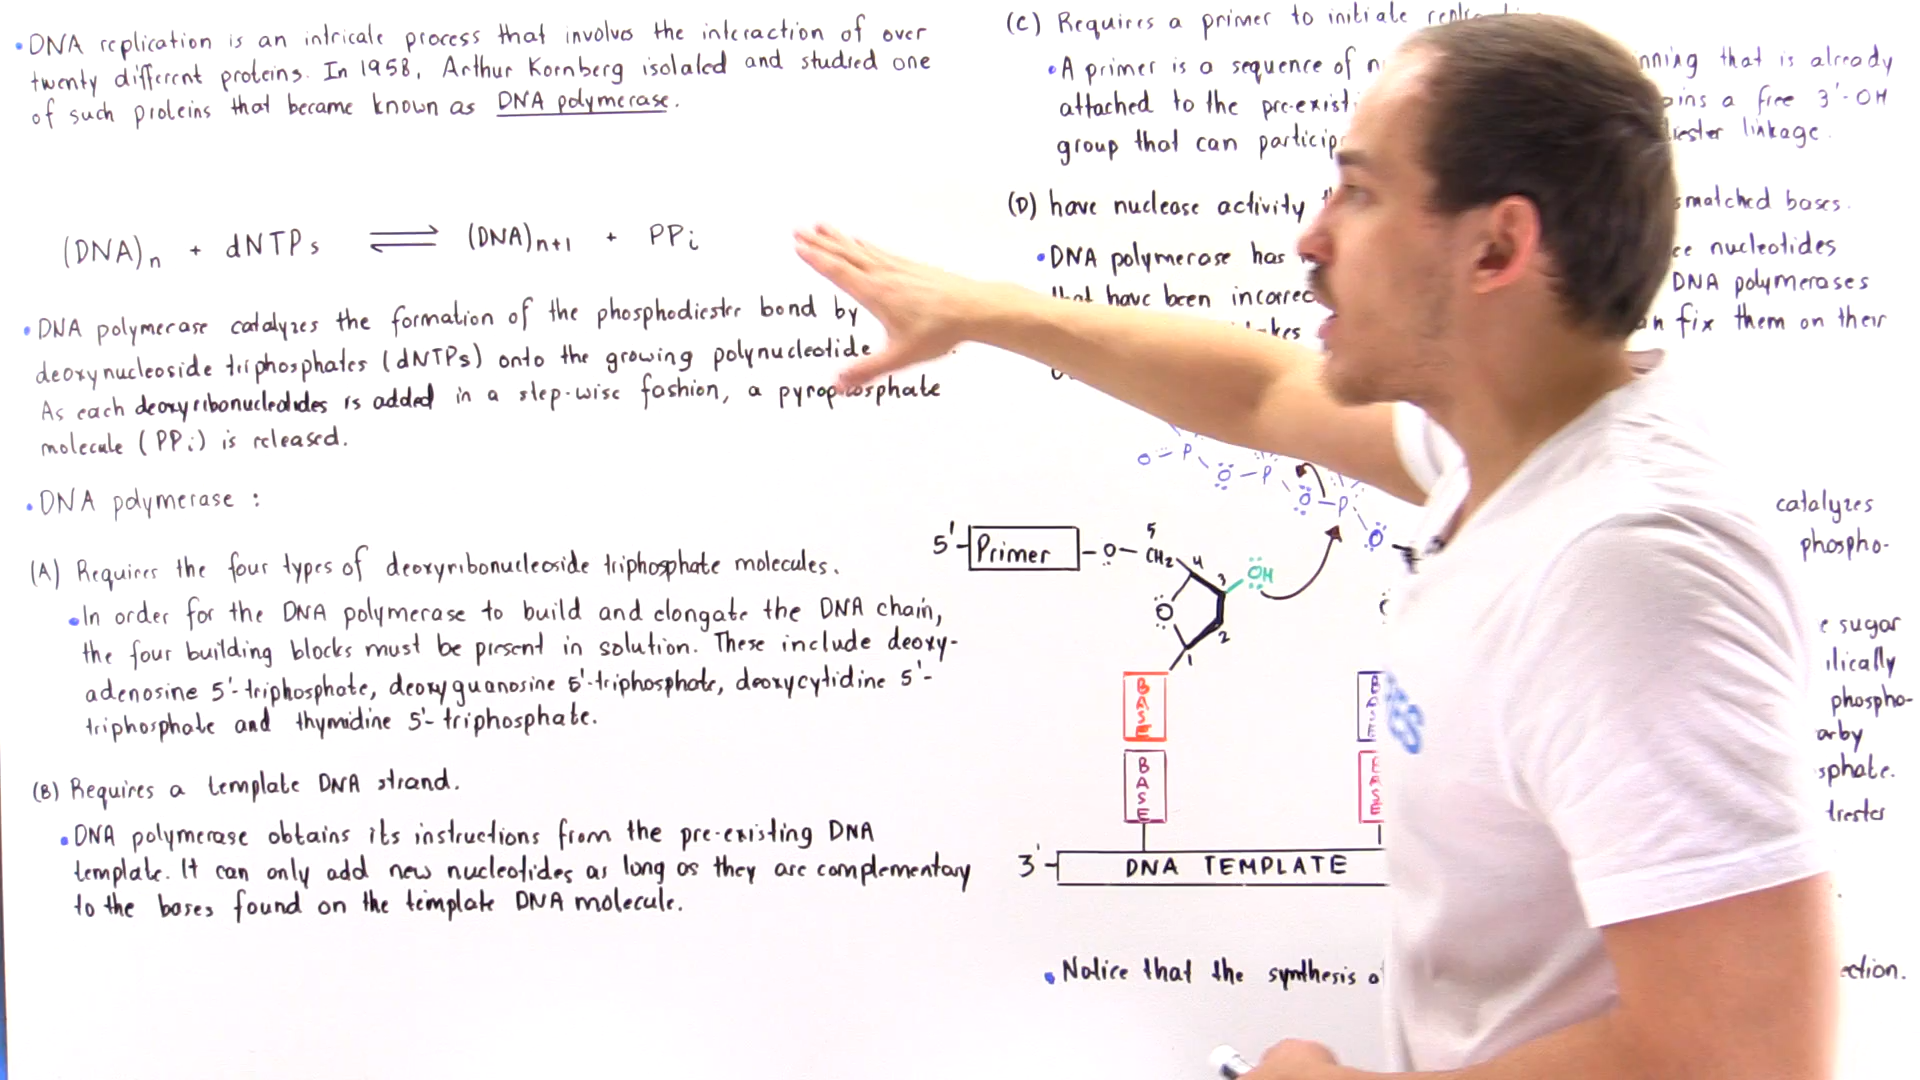 •DNA replication is an intricate process that involves the interaction of over
twenty different proteins. In 1958, Arthur Kornberg isolated and studied one
of such proteins that became known as DNA polymerase.
(DNA)n + dNTPs ⇌ (DNA)n+1 + PPi
•DNA polymerase catalyzes the formation of the phosphodiester bond by
deoxynucleoside triphosphates (dNTPs) onto the growing polynucleotide
As each deoxyribonucleotides is added in a step-wise fashion, a pyrophosphate
molecule (PPi) is released.
•DNA polymerase :
(A) Requires the four types of deoxyribonucleoside triphosphate molecules.
•In order for the DNA polymerase to build and elongate the DNA chain,
the four building blocks must be present in solution. These include deoxy-
adenosine 5'-triphosphate, deoxyguanosine 5'-triphosphate, deoxycytidine 5'-
triphosphate and thymidine 5'-triphosphate.
(B) Requires a template DNA strand.
•DNA polymerase obtains its instructions from the pre-existing DNA
template. It can only add new nucleotides as long as they are complementary
to the bases found on the template DNA molecule.
(C) Requires a primer to initiate
•A primer is a sequence of that is already
attached to the a free 3'-OH
group that can linkage.
(D) have nuclease activity smatched bases.
•DNA polymerase has nucleotides
that have been DNA polymerases
fix them on their
O P O P O P O
5' Primer O CH2 5 4 3 OH
O 2 1
BASE
BASE BASE
3' DNA TEMPLATE
catalyzes
phospho-
sugar
phospho-
•Notice that the synthesis